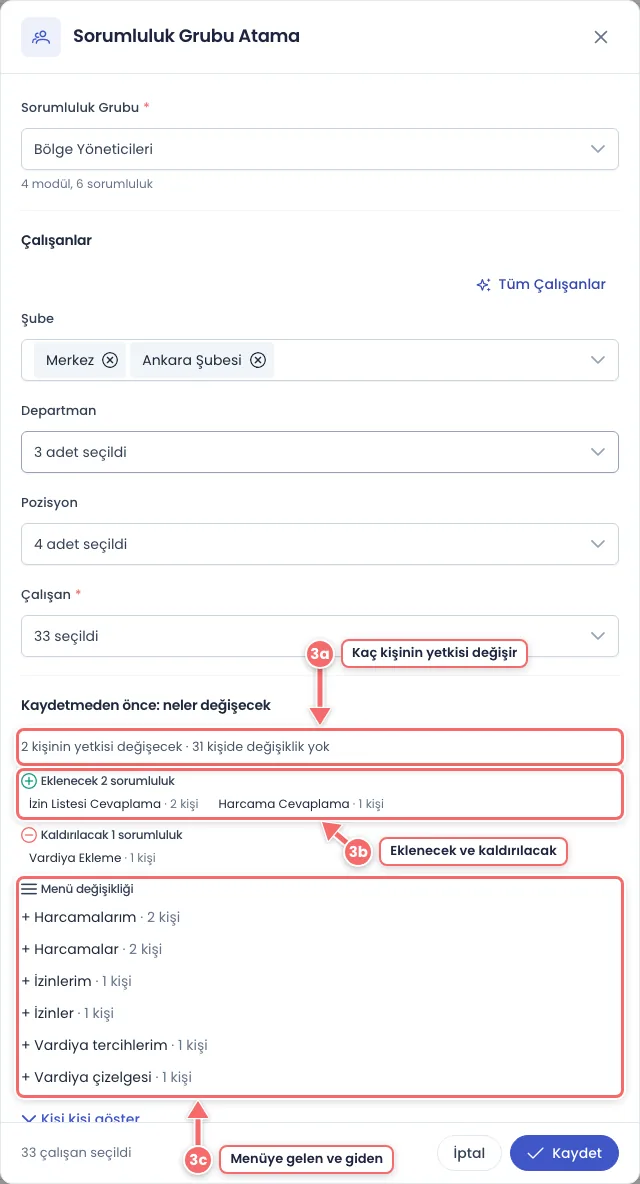 Sorumluluk Grubu Atama
Sorumluluk Grubu *
Bölge Yöneticileri
4 modül, 6 sorumluluk
Çalışanlar
Tüm Çalışanlar
Şube
Merkez
Ankara Şubesi
Departman
3 adet seçildi
Pozisyon
4 adet seçildi
Çalışan *
33 seçildi
3a Kaç kişinin yetkisi değişir
Kaydetmeden önce: neler değişecek
2 kişinin yetkisi değişecek · 31 kişide değişiklik yok
Eklenecek 2 sorumluluk
İzin Listesi Cevaplama · 2 kişi Harcama Cevaplama · 1 kişi
Kaldırılacak 1 sorumluluk
3b Eklenecek ve kaldırılacak
Vardiya Ekleme · 1 kişi
Menü değişikliği
+ Harcamalarım · 2 kişi
+ Harcamalar · 2 kişi
+ İzinlerim · 1 kişi
+ İzinler · 1 kişi
+ Vardiya tercihlerim · 1 kişi
+ Vardiya çizelgesi · 1 kişi
Kişi kişi göster
33 çalışan seçildi
3c Menüye gelen ve giden
İptal
Kaydet